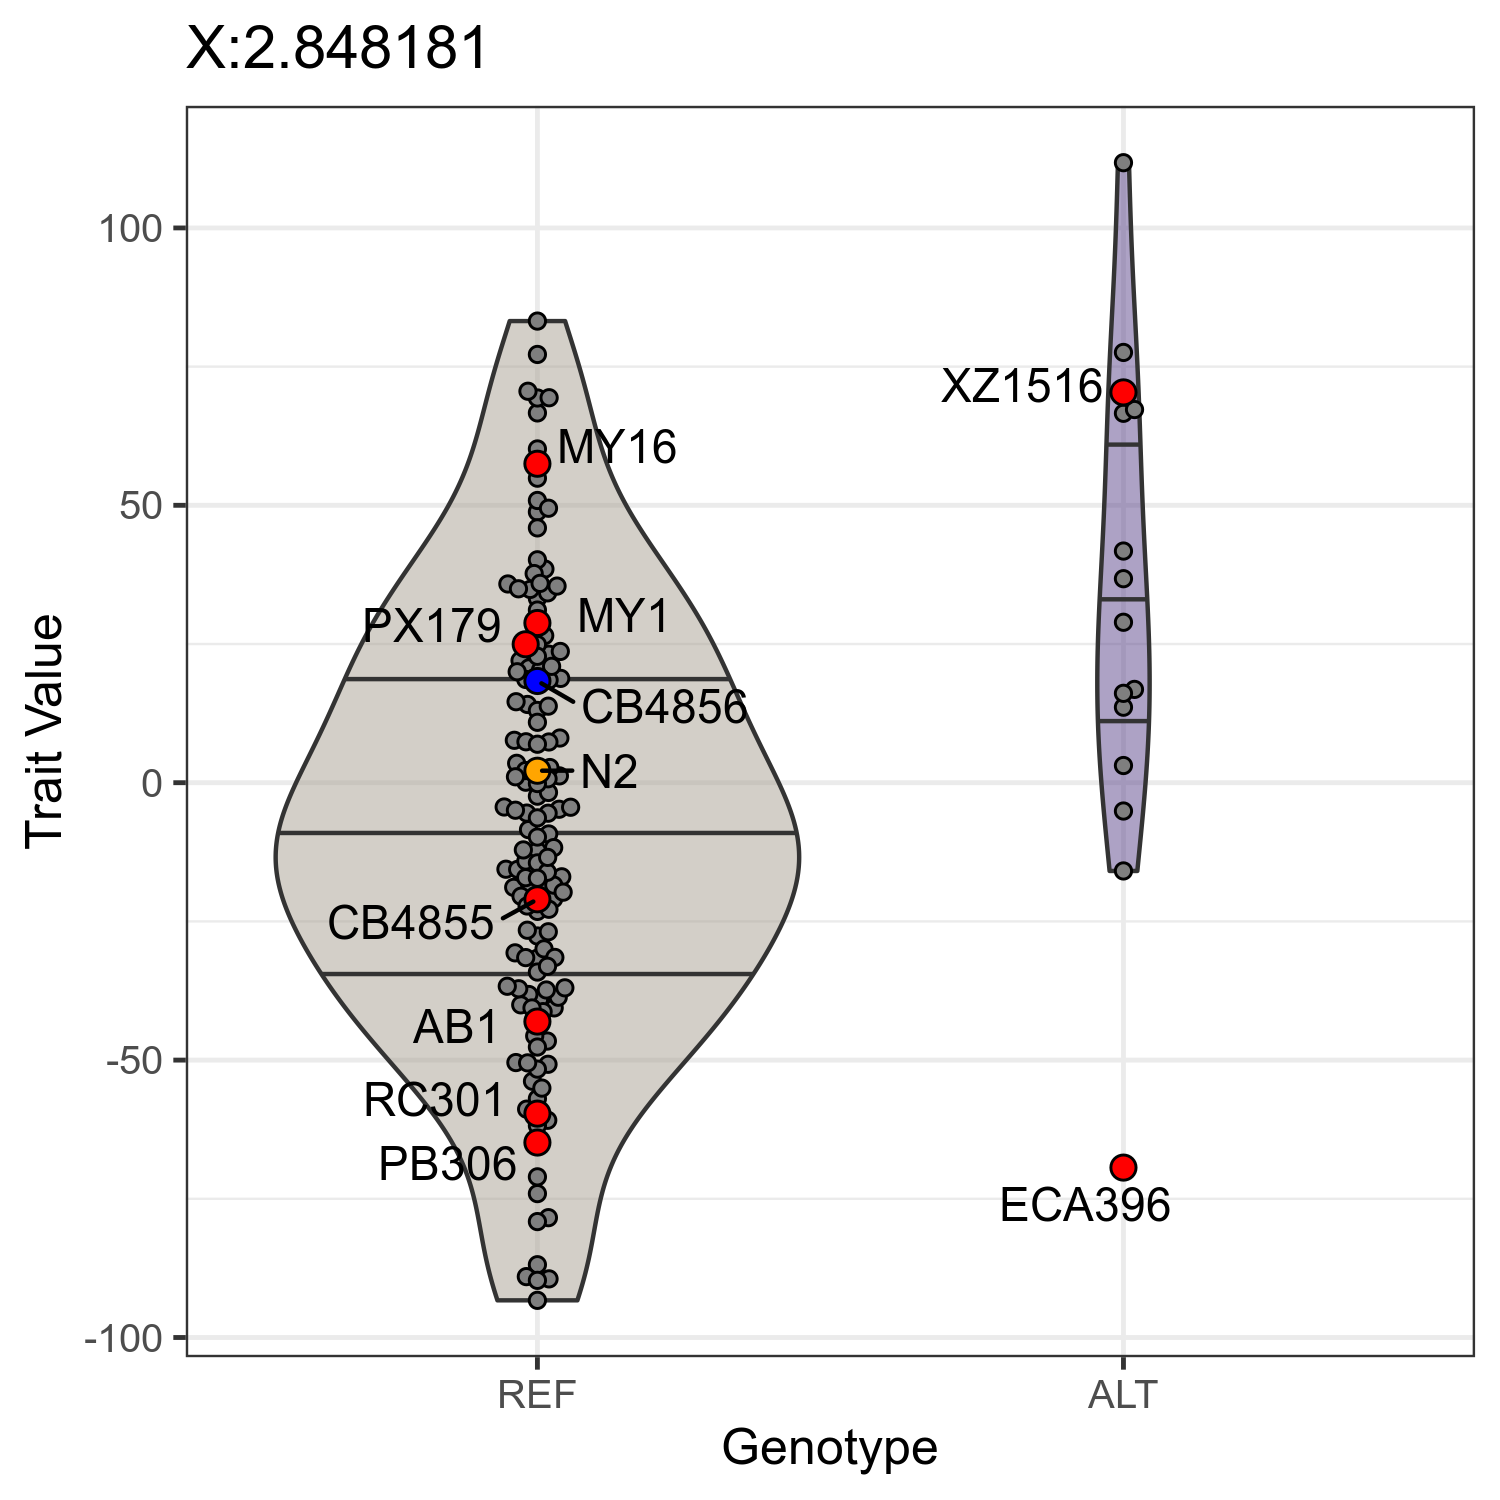 X:2.848181
Trait Value
100
50
0
-50
-100
XZ1516
MY16
PX179
MY1
CB4856
N2
CB4855
AB1
RC301
PB306
ECA396
REF
ALT
Genotype